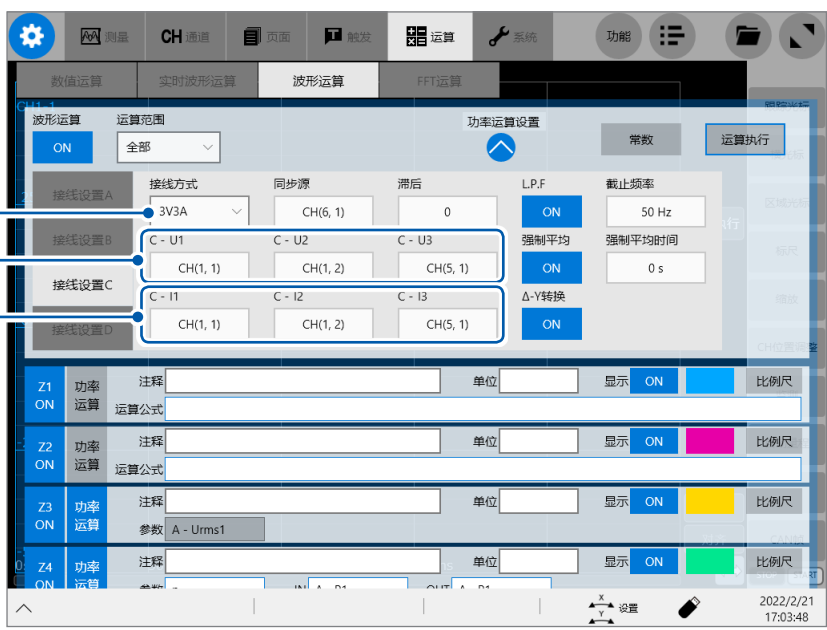 测量 CH 通道 页面 触发 运算 系统 功能
数值运算 实时波形运算 波形运算 FFT运算
CH1-1
波形运算 运算范围 功率运算设置
ON 全部 常数 运算执行
接线设置A
接线方式 同步源 滞后 L.P.F 截止频率
3V3A CH(6, 1) 0 ON 50 Hz
区域光标
接线设置B
C - U1 C - U2 C - U3 强制平均 强制平均时间
CH(1, 1) CH(1, 2) CH(5, 1) ON 0 s
标尺
接线设置C
C - I1 C - I2 C - I3 Δ-Y转换
缩放
接线设置D
CH(1, 1) CH(1, 2) CH(5, 1) ON
Z1 ON 功率运算 注释 单位 显示 ON 比例尺
运算公式
Z2 ON 功率运算 注释 单位 显示 ON 比例尺
运算公式
Z3 ON 功率运算 注释 单位 显示 ON 比例尺
参数 A - Urms1
Z4 ON 功率运算 注释 单位 显示 ON 比例尺
X
Y
设置
2022/2/21
17:03:48